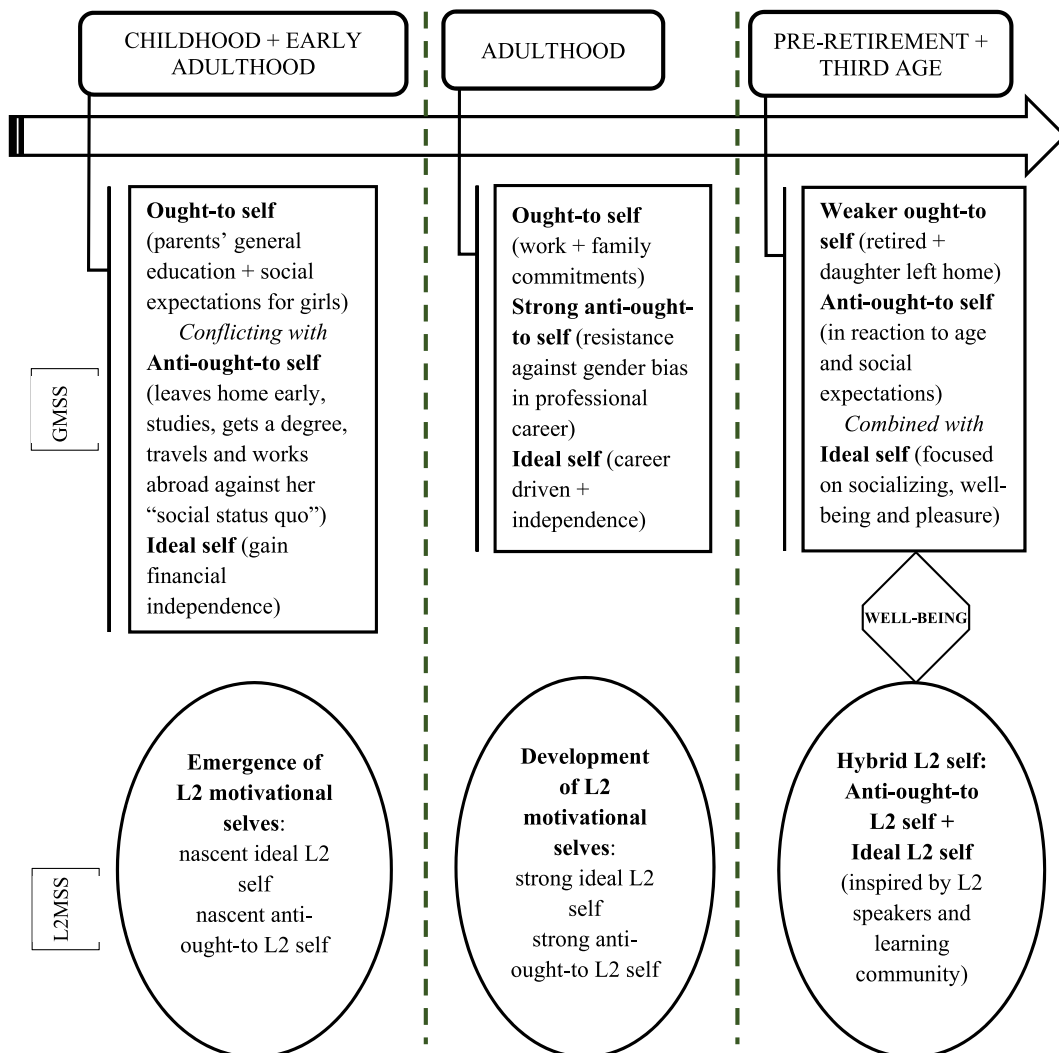 CHILDHOOD + EARLY
ADULTHOOD
ADULTHOOD
PRE-RETIREMENT +
THIRD AGE
GMSS
Ought-to self
(parents’ general
education + social
expectations for girls)
Conflicting with
Anti-ought-to self
(leaves home early,
studies, gets a degree,
travels and works
abroad against her
“social status quo”)
Ideal self (gain
financial
independence)
Ought-to self
(work + family
commitments)
Strong anti-ought-
to self (resistance
against gender bias
in professional
career)
Ideal self (career
driven +
independence)
Weaker ought-to
self (retired +
daughter left home)
Anti-ought-to self
(in reaction to age
and social
expectations)
Combined with
Ideal self (focused
on socializing, well-
being and pleasure)
WELL-BEING
L2MSS
Emergence of
L2 motivational
selves:
nascent ideal L2
self
nascent anti-
ought-to L2 self
Development
of L2
motivational
selves:
strong ideal L2
self
strong anti-
ought-to L2 self
Hybrid L2 self:
Anti-ought-to
L2 self +
Ideal L2 self
(inspired by L2
speakers and
learning
community)